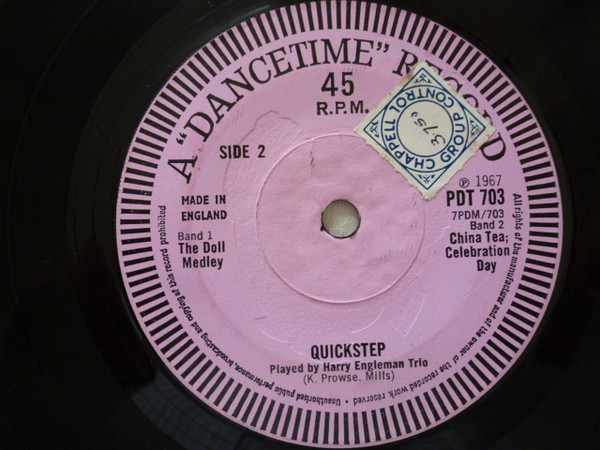 A "DANCETIME" RECORD
45
R.P.M.
CHAPPELL
GROUP CONTROL
3.75
SIDE 2
℗ 1967
PDT 703
7PDM/703
MADE IN
ENGLAND
Band 1
The Doll
Medley
Band 2
China Tea;
Celebration
Day
QUICKSTEP
Played by Harry Engleman Trio
(K. Prowse. Mills)
All rights of the manufacturer and of the owner of the recorded work reserved • Unauthorised public performance, broadcasting and copying of this record prohibited